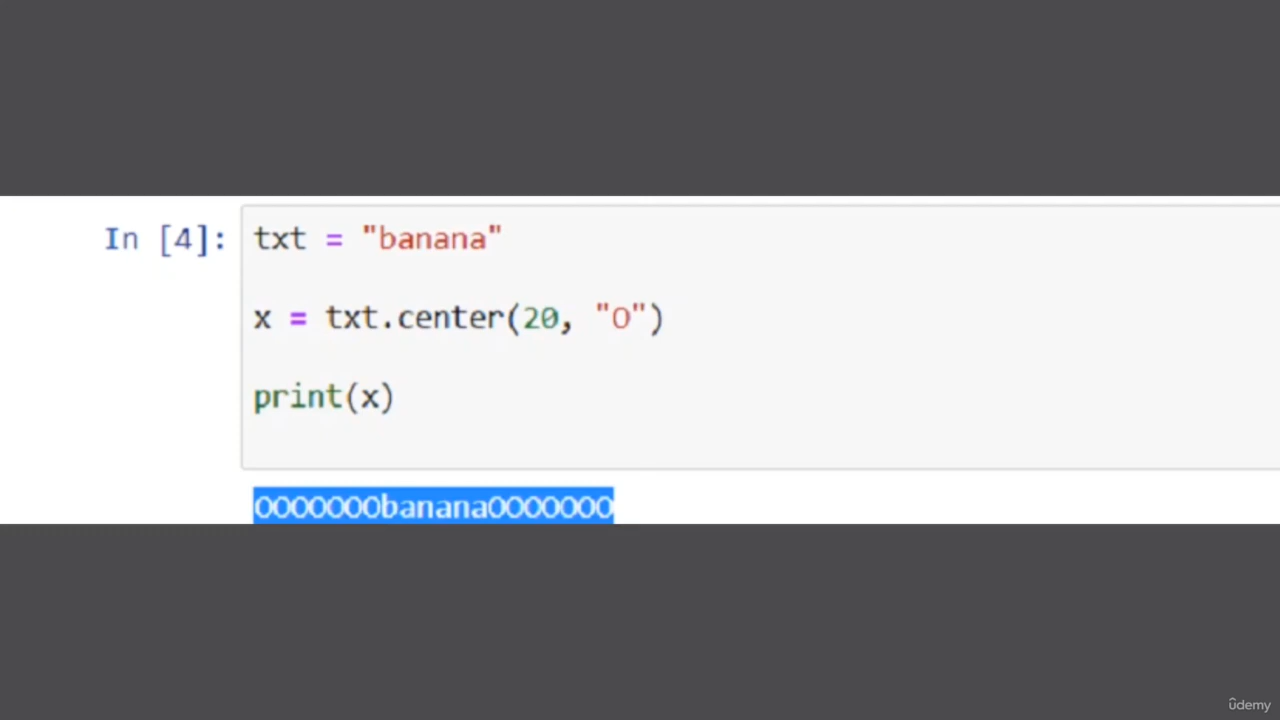 In [4]: txt = "banana"
x = txt.center(20, "O")
print(x)
OOOOOOObananaOOOOOOO
ûdemy